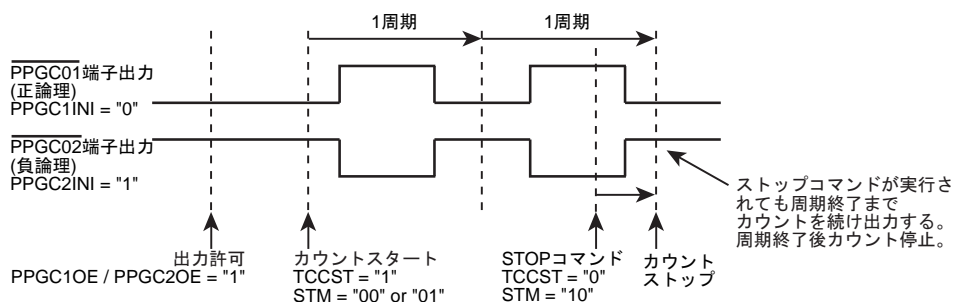 1周期
1周期
PPGC01端子出力
(正論理)
PPGC1INI = "0"
PPGC02端子出力
(負論理)
PPGC2INI = "1"
ストップコマンドが実行さ
れても周期終了まで
カウントを続け出力する。
周期終了後カウント停止。
出力許可
PPGC1OE / PPGC2OE = "1"
カウントスタート
TCCST = "1"
STM = "00" or "01"
STOPコマンド
TCCST = "0"
STM = "10"
カウント
ストップ